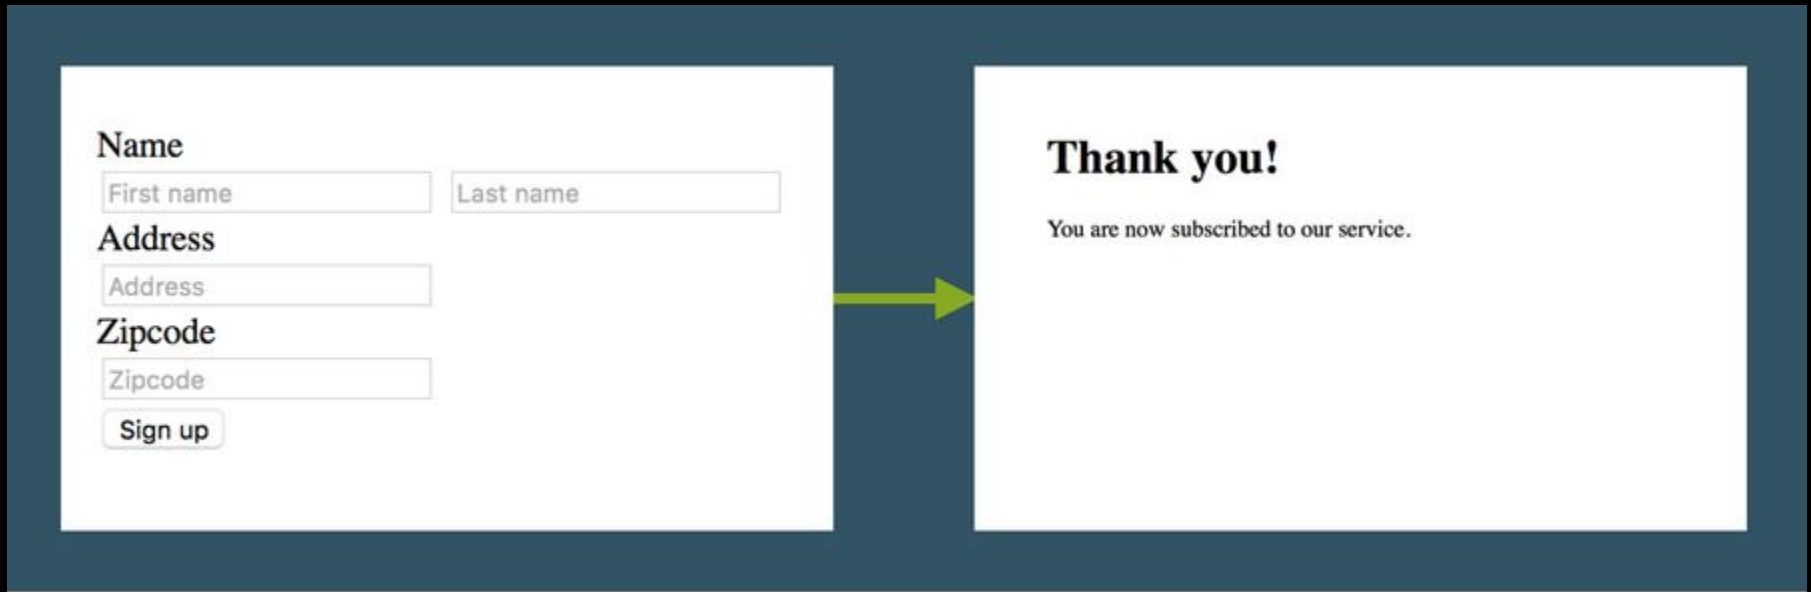 Name
First name Last name
Address
Address
Zipcode
Zipcode
Sign up
Thank you!
You are now subscribed to our service.